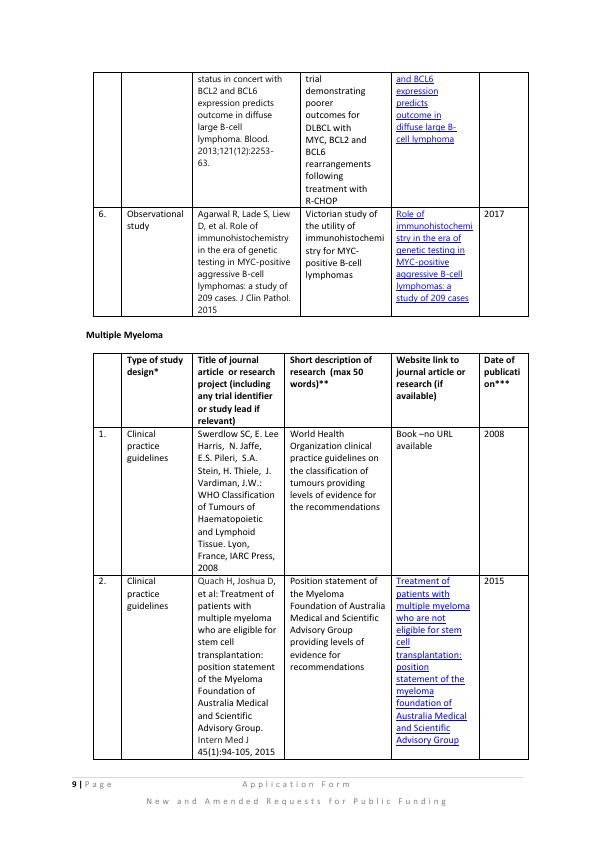 status in concert with
BCL2 and BCL6
expression predicts
outcome in diffuse
large B-cell
lymphoma. Blood.
2013;121(12):2253-
63.
trial
demonstrating
poorer
outcomes for
DLBCL with
MYC, BCL2 and
BCL6
rearrangements
following
treatment with
R-CHOP
and BCL6
expression
predicts
outcome in
diffuse large B-
cell lymphoma
6.
Observational
study
Agarwal R, Lade S, Liew
D, et al. Role of
immunohistochemistry
in the era of genetic
testing in MYC-positive
aggressive B-cell
lymphomas: a study of
209 cases. J Clin Pathol.
2015
Victorian study of
the utility of
immunohistochemi
stry for MYC-
positive B-cell
lymphomas
Role of
immunohistochemi
stry in the era of
genetic testing in
MYC-positive
aggressive B-cell
lymphomas: a
study of 209 cases
2017
Multiple Myeloma
Type of study
design*
Title of journal
article or research
project (including
any trial identifier
or study lead if
relevant)
Short description of
research (max 50
words)**
Website link to
journal article or
research (if
available)
Date of
publicati
on***
1.
Clinical
practice
guidelines
Swerdlow SC, E. Lee
Harris, N. Jaffe,
E.S. Pileri, S.A.
Stein, H. Thiele, J.
Vardiman, J.W.:
WHO Classification
of Tumours of
Haematopoietic
and Lymphoid
Tissue. Lyon,
France, IARC Press,
2008
World Health
Organization clinical
practice guidelines on
the classification of
tumours providing
levels of evidence for
the recommendations
Book –no URL
available
2008
2.
Clinical
practice
guidelines
Quach H, Joshua D,
et al: Treatment of
patients with
multiple myeloma
who are eligible for
stem cell
transplantation:
position statement
of the Myeloma
Foundation of
Australia Medical
and Scientific
Advisory Group.
Intern Med J
45(1):94-105, 2015
Position statement of
the Myeloma
Foundation of Australia
Medical and Scientific
Advisory Group
providing levels of
evidence for
recommendations
Treatment of
patients with
multiple myeloma
who are not
eligible for stem
cell
transplantation:
position
statement of the
myeloma
foundation of
Australia Medical
and Scientific
Advisory Group
2015
9 | Page
Application Form
New and Amended Requests for Public Funding